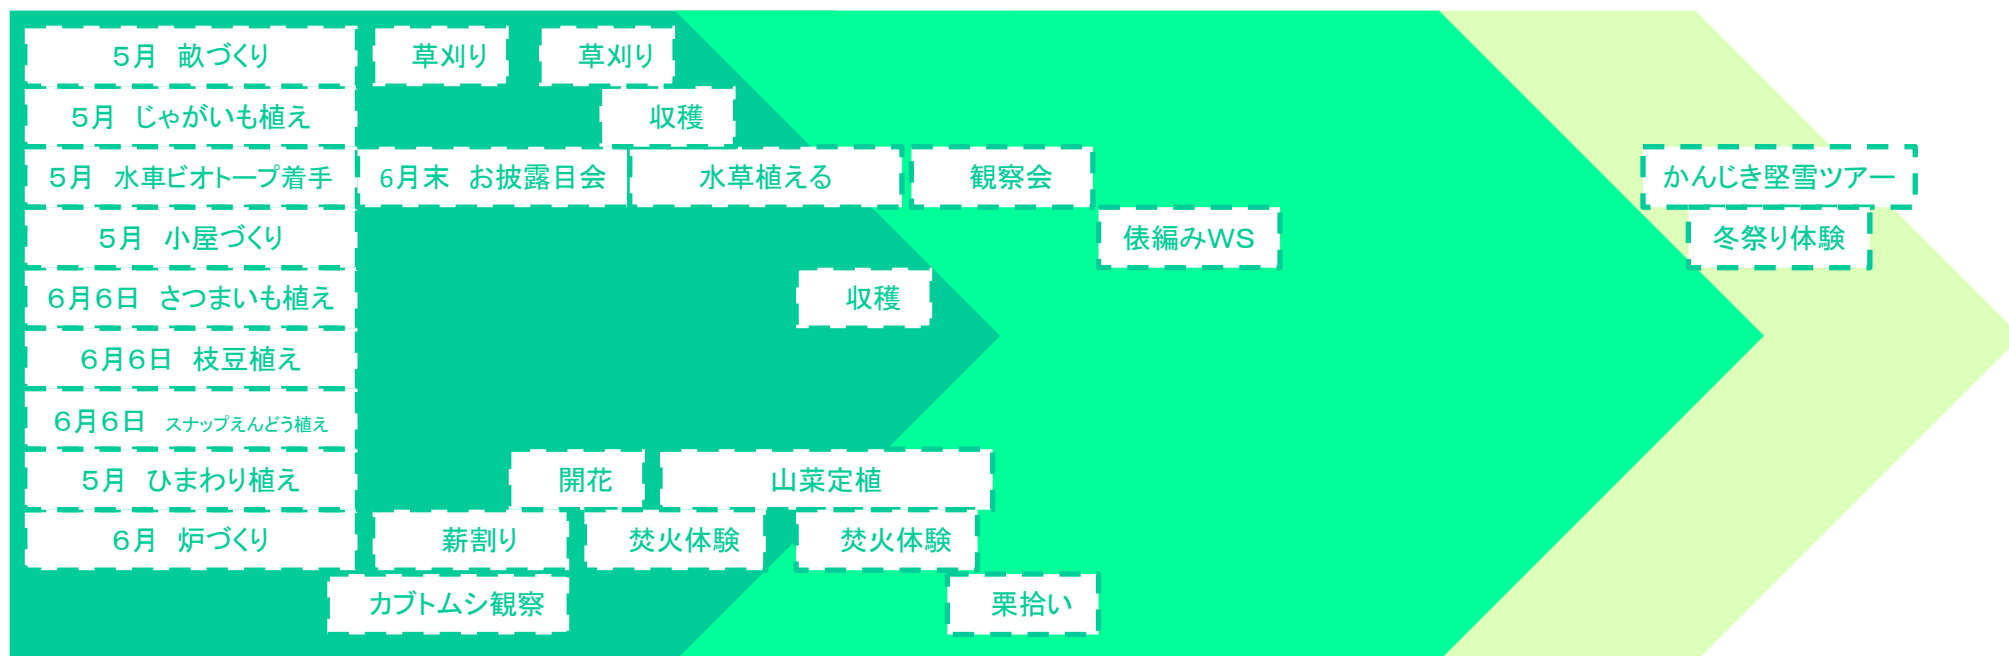 ５月　畝づくり　草刈り　草刈り
５月　じゃがいも植え　収穫
５月　水車ビオトープ着手　6月末　お披露目会　水草植える　観察会　かんじき堅雪ツアー
５月　小屋づくり　俵編みＷＳ　冬祭り体験
６月６日　さつまいも植え　収穫
６月６日　枝豆植え
６月６日　スナップえんどう植え
５月　ひまわり植え　開花　山菜定植
６月　炉づくり　薪割り　焚火体験　焚火体験
カブトムシ観察　栗拾い